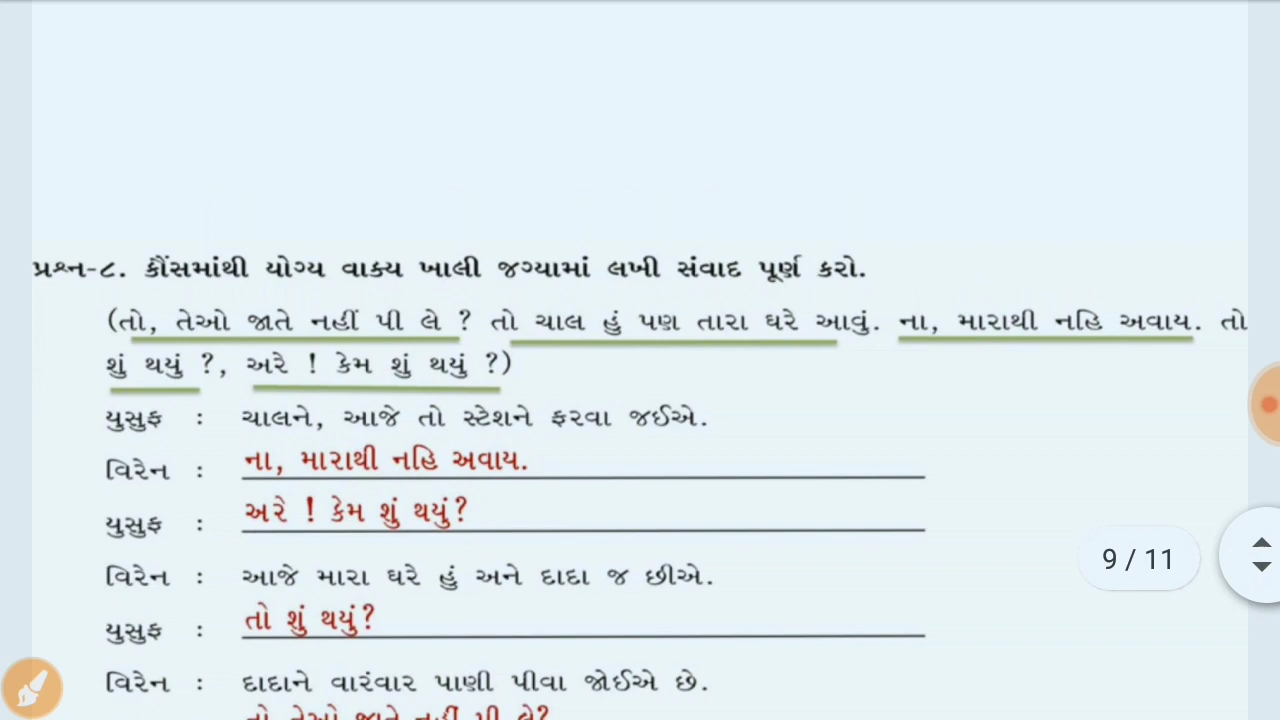 પ્રશ્ન-૮. કૌંસમાંથી યોગ્ય વાક્ય ખાલી જગ્યામાં લખી સંવાદ પૂર્ણ કરો.
(તો, તેઓ જાતે નહીં પી લે ? તો ચાલ હું પણ તારા ઘરે આવું. ના, મારાથી નહિ અવાય. તો
શું થયું ?, અરે ! કેમ શું થયું ?)
યુસુફ : ચાલને, આજે તો સ્ટેશને ફરવા જઈએ.
વિરેન : ના, મારાથી નહિ અવાય.
યુસુફ : અરે ! કેમ શું થયું?
વિરેન : આજે મારા ઘરે હું અને દાદા જ છીએ.
યુસુફ : તો શું થયું?
વિરેન : દાદાને વારંવાર પાણી પીવા જોઈએ છે.
તો તેઓ જાતે નહીં પી લે?
9 / 11